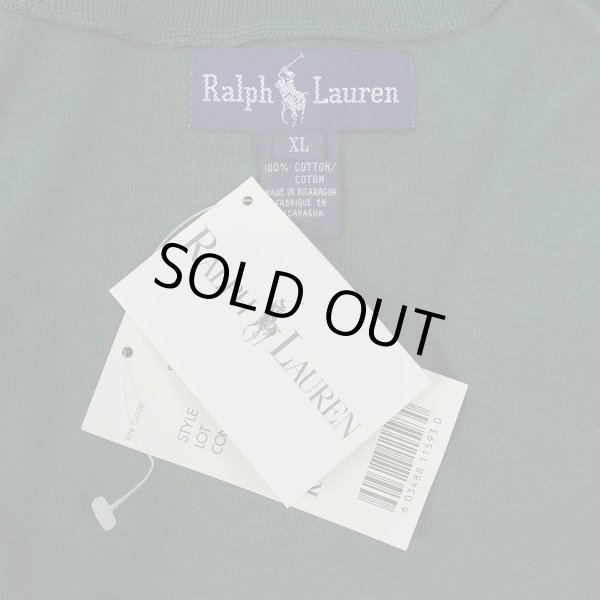 Ralph Lauren
XL
100% COTTON/
COTON
MADE IN NICARAGUA
FABRIQUE EN
NICARAGUA
RALPH LAUREN
SOLD OUT
STYLE
LOT
R
6 03488 11593 0